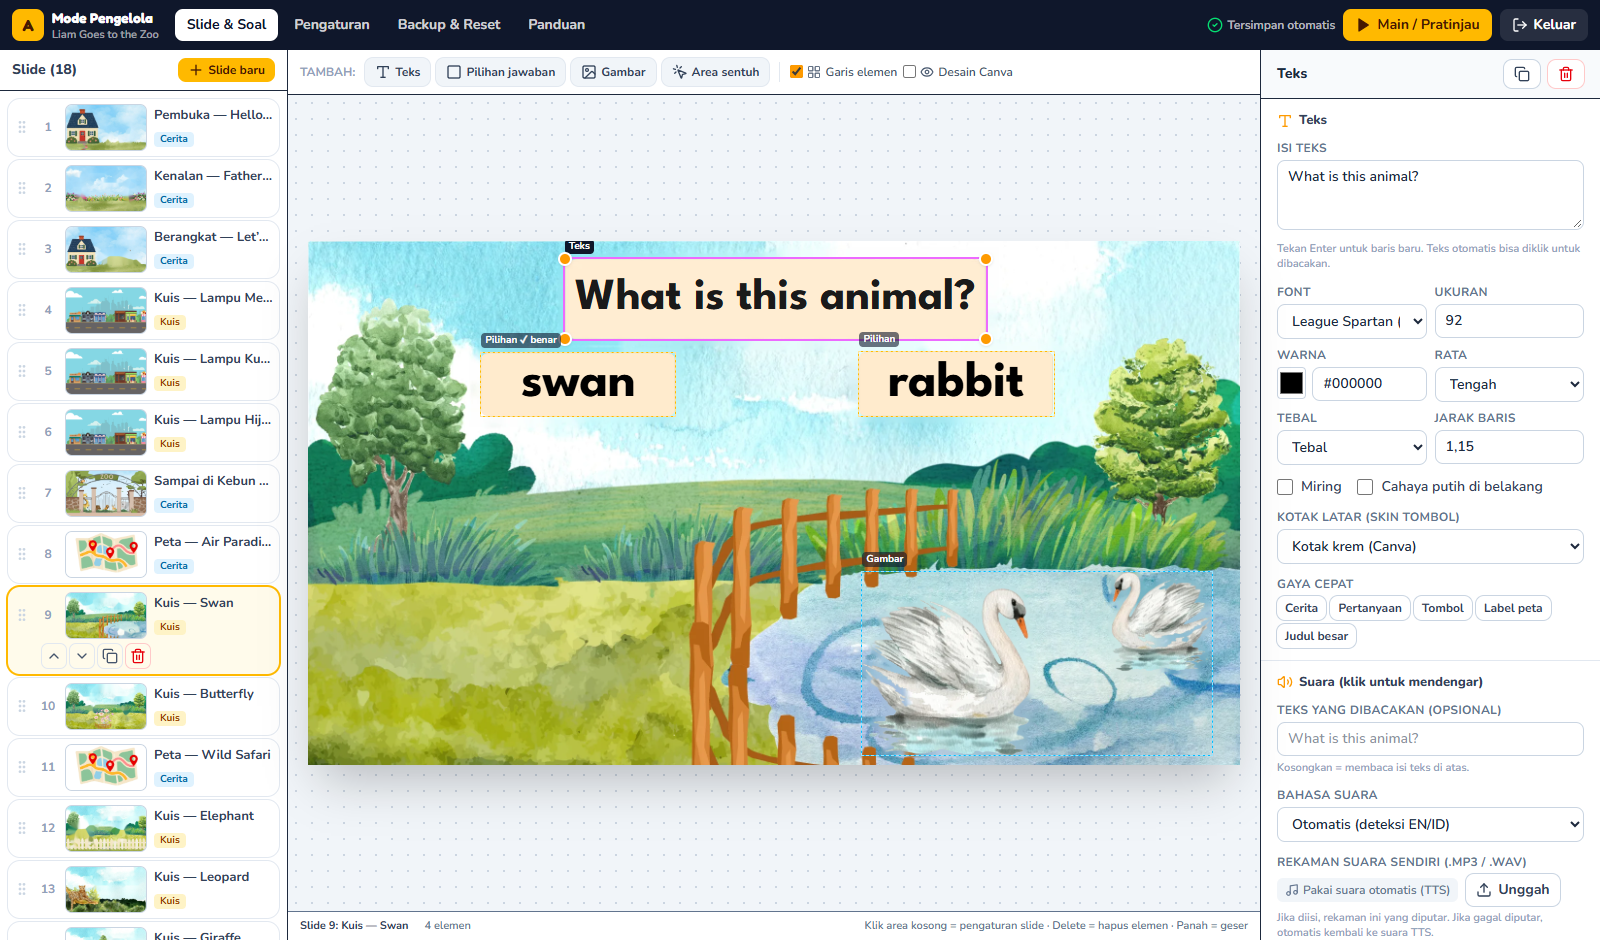 A
Mode Pengelola
Liam Goes to the Zoo
Slide & Soal
Pengaturan
Backup & Reset
Panduan
Tersimpan otomatis
Main / Pratinjau
Keluar
Slide (18)
Slide baru
1
Pembuka — Hello...
Cerita
2
Kenalan — Father...
Cerita
3
Berangkat — Let'...
Cerita
4
Kuis — Lampu Me...
Kuis
5
Kuis — Lampu Ku...
Kuis
6
Kuis — Lampu Hij...
Kuis
7
Sampai di Kebun ...
Cerita
8
Peta — Air Paradi...
Cerita
9
Kuis — Swan
Kuis
10
Kuis — Butterfly
Kuis
11
Peta — Wild Safari
Cerita
12
Kuis — Elephant
Kuis
13
Kuis — Leopard
Kuis
Kuis — Giraffe
TAMBAH:
Teks
Pilihan jawaban
Gambar
Area sentuh
Garis elemen
Desain Canva
Teks
What is this animal?
Pilihan ✓ benar
swan
Pilihan
rabbit
Gambar
Slide 9: Kuis — Swan
4 elemen
Klik area kosong = pengaturan slide · Delete = hapus elemen · Panah = geser
Teks
Teks
ISI TEKS
What is this animal?
Tekan Enter untuk baris baru. Teks otomatis bisa diklik untuk
dibacakan.
FONT
UKURAN
League Spartan (
92
WARNA
RATA
#000000
Tengah
TEBAL
JARAK BARIS
Tebal
1,15
Miring
Cahaya putih di belakang
KOTAK LATAR (SKIN TOMBOL)
Kotak krem (Canva)
GAYA CEPAT
Cerita
Pertanyaan
Tombol
Label peta
Judul besar
Suara (klik untuk mendengar)
TEKS YANG DIBACAKAN (OPSIONAL)
What is this animal?
Kosongkan = membaca isi teks di atas.
BAHASA SUARA
Otomatis (deteksi EN/ID)
REKAMAN SUARA SENDIRI (.MP3 / .WAV)
Pakai suara otomatis (TTS)
Unggah
Jika diisi, rekaman ini yang diputar. Jika gagal diputar,
otomatis kembali ke suara TTS.